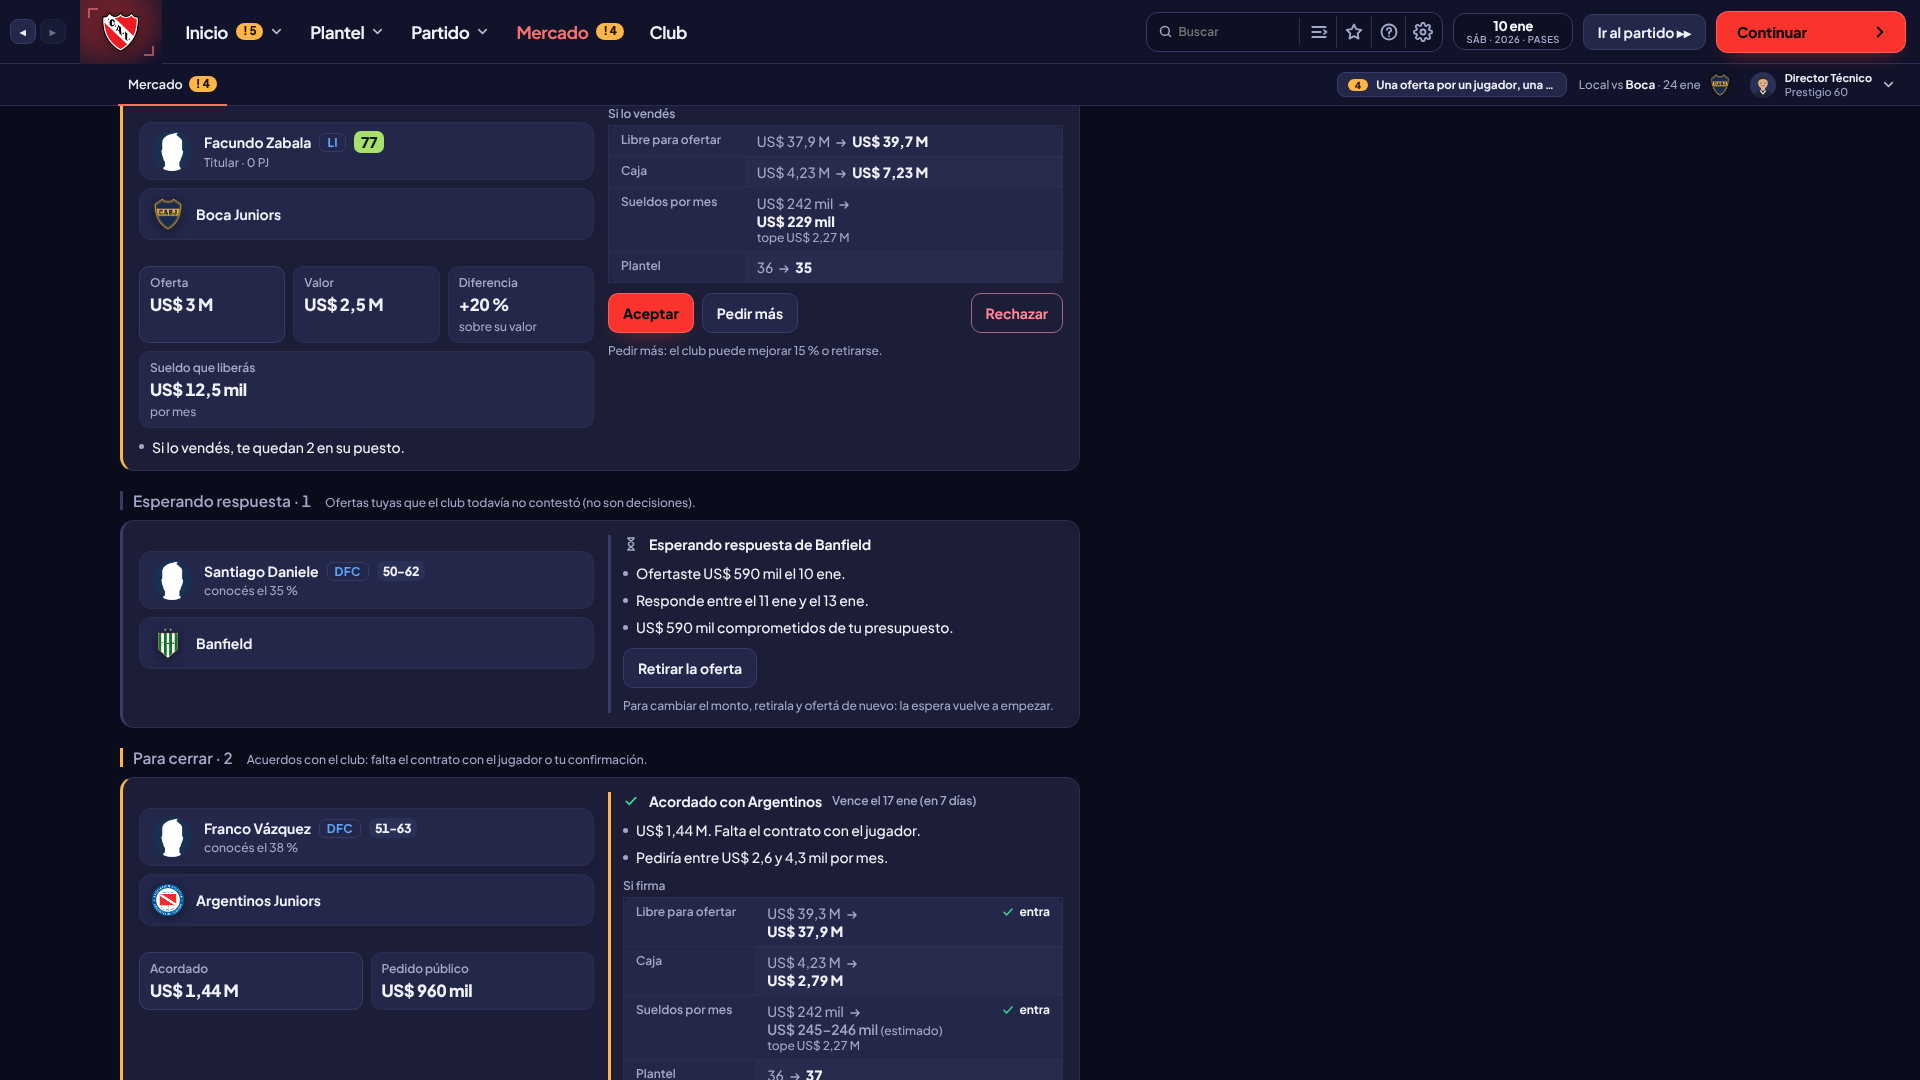 Inicio ! 5
Plantel
Partido
Mercado ! 4
Club
Buscar
10 ene
SÁB · 2026 · PASES
Ir al partido ▸▸
Continuar
Mercado ! 4
4 Una oferta por un jugador, una ...
Local vs Boca · 24 ene
Director Técnico
Prestigio 60
Facundo Zabala LI 77
Titular · 0 PJ
Boca Juniors
Oferta
US$ 3 M
Valor
US$ 2,5 M
Diferencia
+20 %
sobre su valor
Sueldo que liberás
US$ 12,5 mil
por mes
Si lo vendés, te quedan 2 en su puesto.
Si lo vendés
Libre para ofertar US$ 37,9 M → US$ 39,7 M
Caja US$ 4,23 M → US$ 7,23 M
Sueldos por mes US$ 242 mil →
US$ 229 mil
tope US$ 2,27 M
Plantel 36 → 35
Aceptar
Pedir más
Rechazar
Pedir más: el club puede mejorar 15 % o retirarse.
Esperando respuesta · 1 Ofertas tuyas que el club todavía no contestó (no son decisiones).
Santiago Daniele DFC 50–62
conocés el 35 %
Banfield
Esperando respuesta de Banfield
Ofertaste US$ 590 mil el 10 ene.
Responde entre el 11 ene y el 13 ene.
US$ 590 mil comprometidos de tu presupuesto.
Retirar la oferta
Para cambiar el monto, retirala y ofertá de nuevo: la espera vuelve a empezar.
Para cerrar · 2 Acuerdos con el club: falta el contrato con el jugador o tu confirmación.
Franco Vázquez DFC 51–63
conocés el 38 %
Argentinos Juniors
Acordado
US$ 1,44 M
Pedido público
US$ 960 mil
Acordado con Argentinos Vence el 17 ene (en 7 días)
US$ 1,44 M. Falta el contrato con el jugador.
Pediría entre US$ 2,6 y 4,3 mil por mes.
Si firma
Libre para ofertar US$ 39,3 M → entra
US$ 37,9 M
Caja US$ 4,23 M →
US$ 2,79 M
Sueldos por mes US$ 242 mil → entra
US$ 245–246 mil (estimado)
tope US$ 2,27 M
Plantel 36 → 37